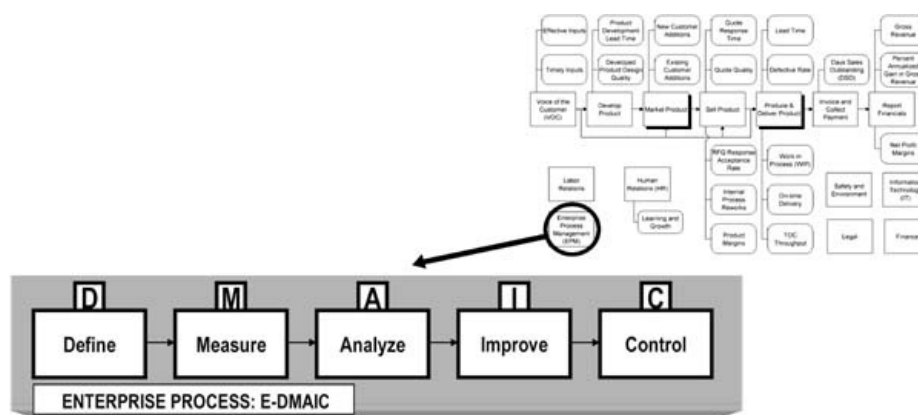 Effective Inputs
Product
Development
Lead Time
New Customer
Additions
Quote
Response
Time
Lead Time
Gross
Revenue
Timely Inputs
Developed
Product Design
Quality
Existing
Customer
Additions
Quote Quality
Defective Rate
Days Sales
Outstanding
(DSO)
Percent
Annualized
Gain in Gross
Revenue
Voice of the
Customer (VOC)
Develop
Product
Market Product
Sell Product
Produce &
Deliver Product
Invoice and
Collect
Payment
Report
Financials
RFQ Response
Acceptance
Rate
Work in
Process (WIP)
Net Profit
Margins
Labor
Relations
Human
Relations (HR)
Internal
Process
Reworks
On-time
Delivery
Safety and
Environment
Information
Technology
(IT)
Enterprise
Process
Management
(EPM)
Learning and
Growth
Product
Margins
TOC
Throughput
Legal
Finance
D
M
A
I
C
Define
Measure
Analyze
Improve
Control
ENTERPRISE PROCESS: E-DMAIC